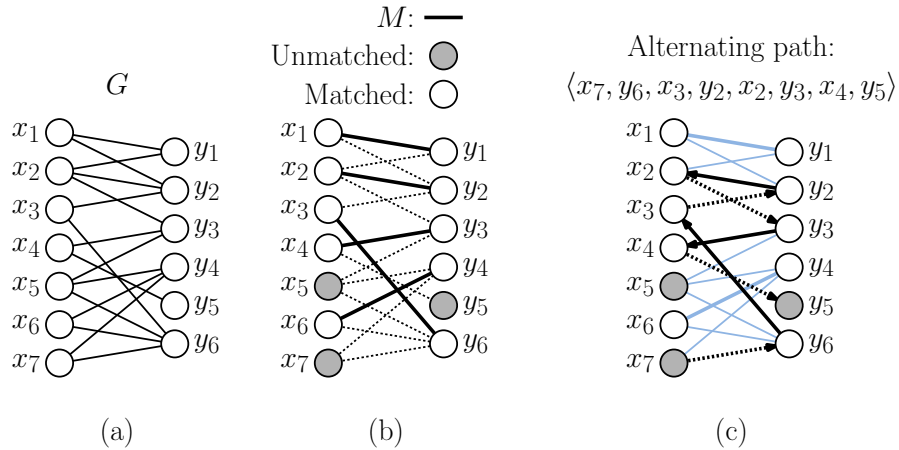 M:
Unmatched:
Matched:
G
Alternating path:
⟨x₇, y₆, x₃, y₂, x₂, y₃, x₄, y₅⟩
x₁
x₂
x₃
x₄
x₅
x₆
x₇
y₁
y₂
y₃
y₄
y₅
y₆
x₁
x₂
x₃
x₄
x₅
x₆
x₇
y₁
y₂
y₃
y₄
y₅
y₆
x₁
x₂
x₃
x₄
x₅
x₆
x₇
y₁
y₂
y₃
y₄
y₅
y₆
(a)
(b)
(c)